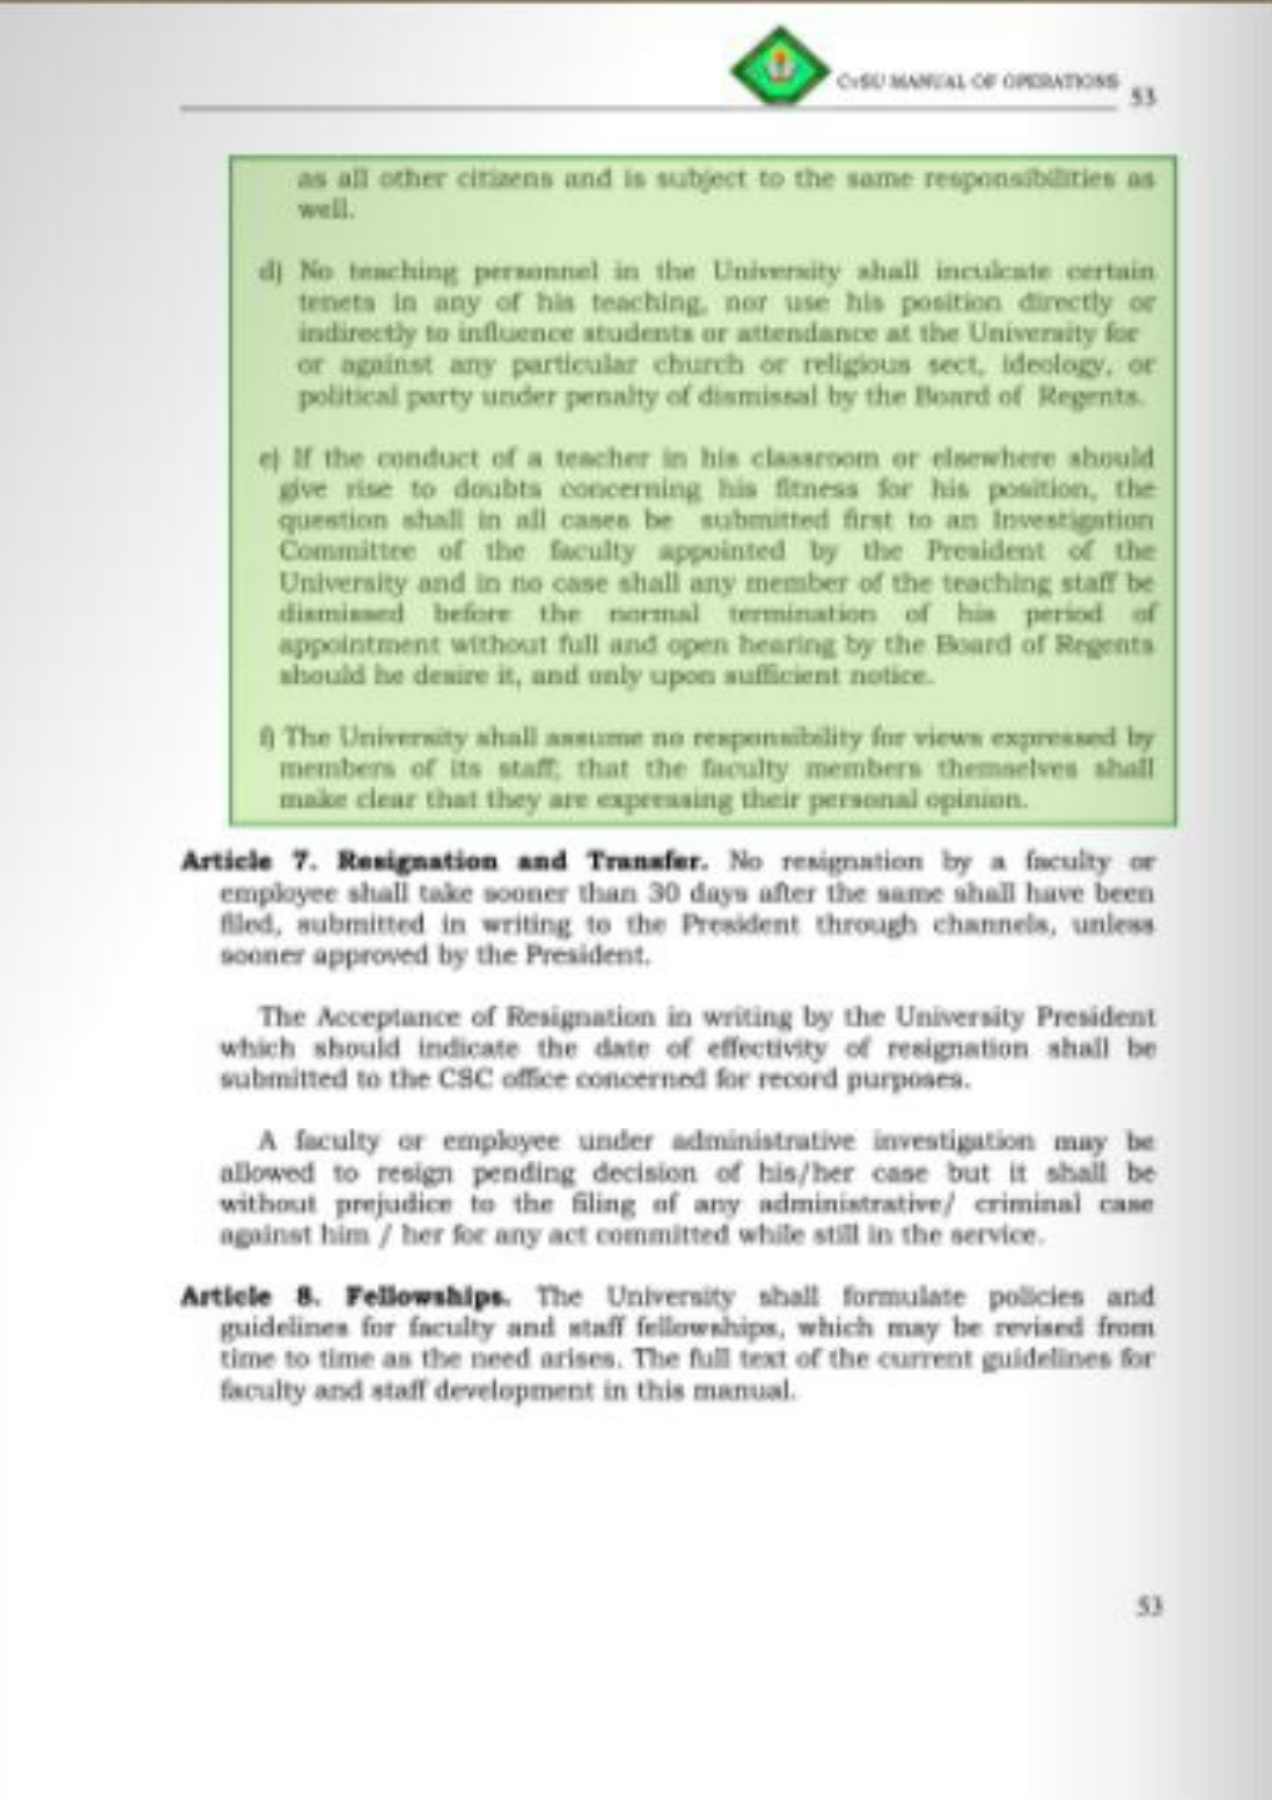 CvSU MANUAL OF OPERATIONS 53
as all other citizens and is subject to the same responsibilities as
well.
d) No teaching personnel in the University shall inculcate certain
tenets in any of his teaching, nor use his position directly or
indirectly to influence students or attendance at the University for
or against any particular church or religious sect, ideology, or
political party under penalty of dismissal by the Board of Regents.
e) If the conduct of a teacher in his classroom or elsewhere should
give rise to doubts concerning his fitness for his position, the
question shall in all cases be submitted first to an Investigation
Committee of the faculty appointed by the President of the
University and in no case shall any member of the teaching staff be
dismissed before the normal termination of his period of
appointment without full and open hearing by the Board of Regents
should he desire it, and only upon sufficient notice.
f) The University shall assume no responsibility for views expressed by
members of its staff; that the faculty members themselves shall
make clear that they are expressing their personal opinion.
Article 7. Resignation and Transfer. No resignation by a faculty or
employee shall take sooner than 30 days after the same shall have been
filed, submitted in writing to the President through channels, unless
sooner approved by the President.
The Acceptance of Resignation in writing by the University President
which should indicate the date of effectivity of resignation shall be
submitted to the CSC office concerned for record purposes.
A faculty or employee under administrative investigation may be
allowed to resign pending decision of his/her case but it shall be
without prejudice to the filing of any administrative/ criminal case
against him / her for any act committed while still in the service.
Article 8. Fellowships. The University shall formulate policies and
guidelines for faculty and staff fellowships, which may be revised from
time to time as the need arises. The full text of the current guidelines for
faculty and staff development in this manual.
53